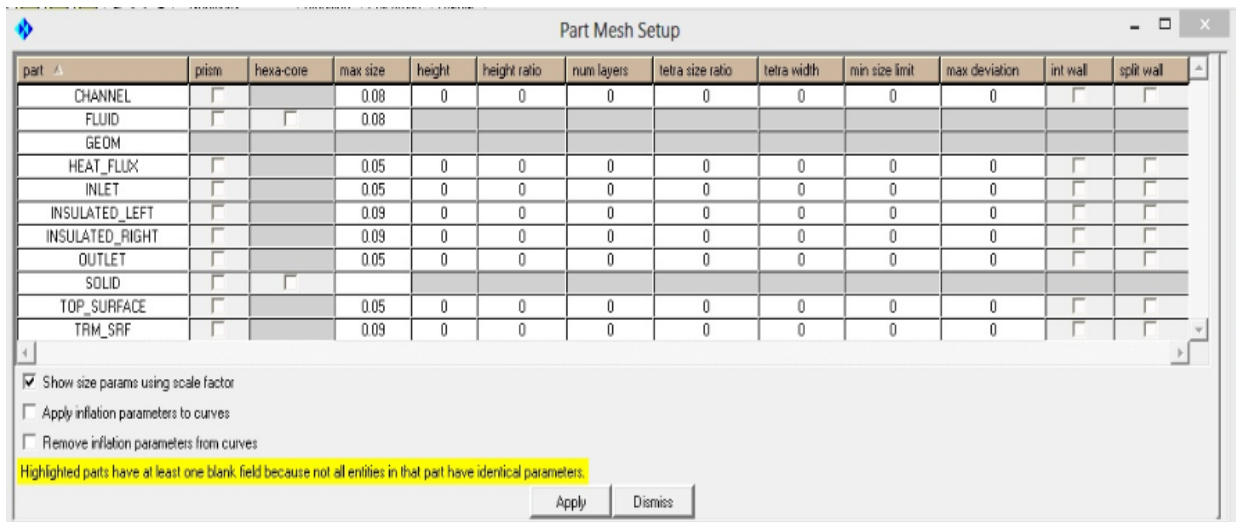 Part Mesh Setup
part prism hexa-core max size height height ratio num layers tetra size ratio tetra width min size limit max deviation int wall split wall
CHANNEL 0.08 0 0 0 0 0 0 0
FLUID 0.08
GEOM
HEAT_FLUX 0.05 0 0 0 0 0 0 0
INLET 0.05 0 0 0 0 0 0 0
INSULATED_LEFT 0.09 0 0 0 0 0 0 0
INSULATED_RIGHT 0.09 0 0 0 0 0 0 0
OUTLET 0.05 0 0 0 0 0 0 0
SOLID
TOP_SURFACE 0.05 0 0 0 0 0 0 0
TRM_SRF 0.09 0 0 0 0 0 0 0
Show size params using scale factor
Apply inflation parameters to curves
Remove inflation parameters from curves
Highlighted parts have at least one blank field because not all entities in that part have identical parameters.
Apply Dismiss